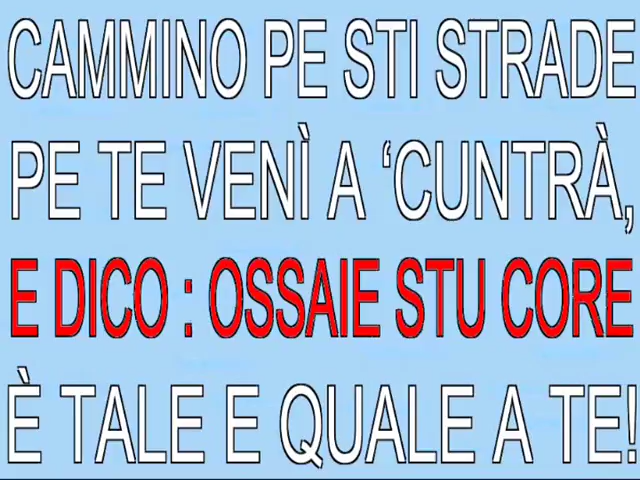 CAMMINO PE STI STRADE
PE TE VENÌ A ‘CUNTRÀ,
E DICO : OSSAIE STU CORE
È TALE E QUALE A TE!